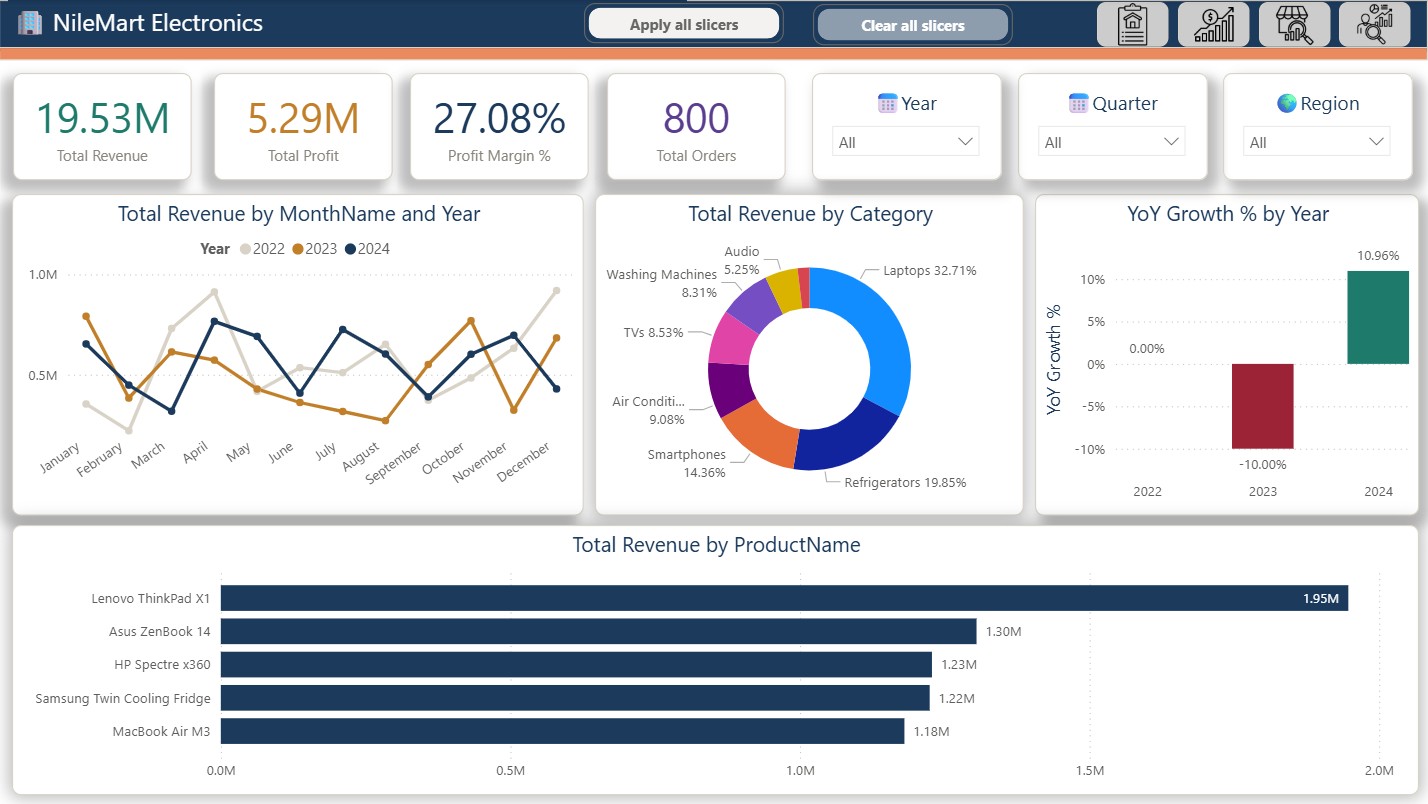 NileMart Electronics
Apply all slicers
Clear all slicers
19.53M
Total Revenue
5.29M
Total Profit
27.08%
Profit Margin %
800
Total Orders
Year
All
Quarter
All
Region
All
Total Revenue by MonthName and Year
Year 2022 2023 2024
1.0M
0.5M
January
February
March
April
May
June
July
August
September
October
November
December
Total Revenue by Category
Audio
5.25%
Laptops 32.71%
Washing Machines
8.31%
TVs 8.53%
Air Conditi...
9.08%
Smartphones
14.36%
Refrigerators 19.85%
YoY Growth % by Year
YoY Growth %
10%
5%
0%
-5%
-10%
0.00%
-10.00%
10.96%
2022
2023
2024
Total Revenue by ProductName
Lenovo ThinkPad X1
1.95M
Asus ZenBook 14
1.30M
HP Spectre x360
1.23M
Samsung Twin Cooling Fridge
1.22M
MacBook Air M3
1.18M
0.0M
0.5M
1.0M
1.5M
2.0M